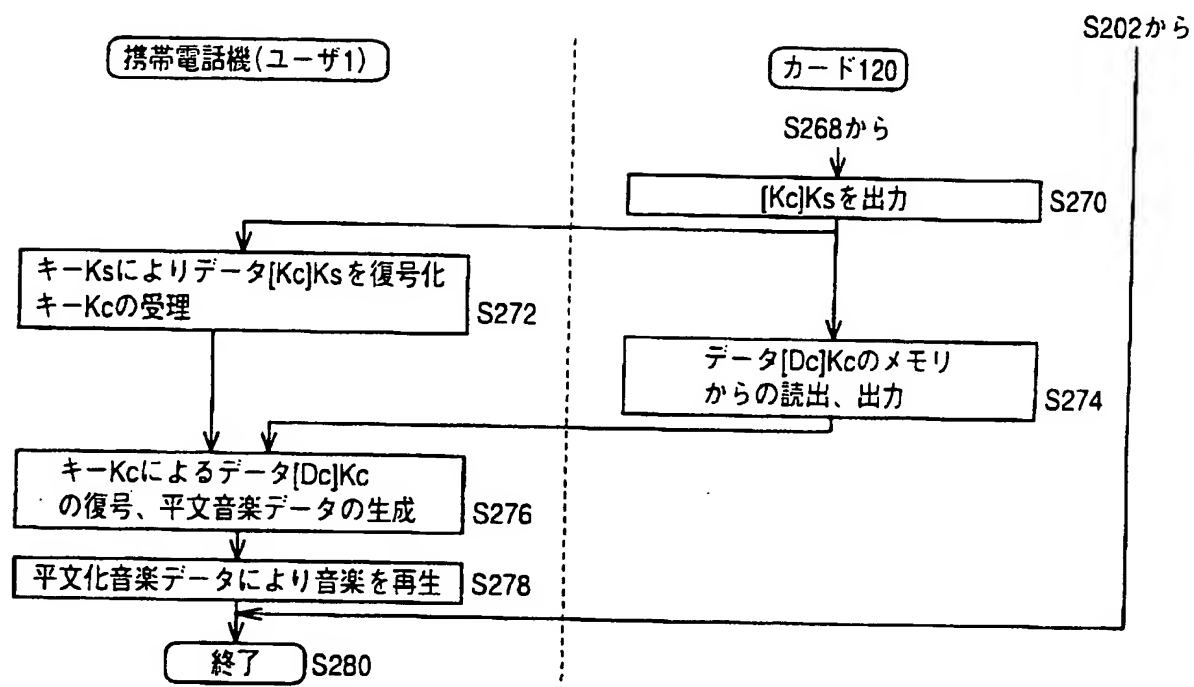 S202から
携帯電話機(ユーザ1)
カード120
S268から
[Kc]Ksを出力
S270
キーKsによりデータ[Kc]Ksを復号化
キーKcの受理
S272
データ[Dc]Kcのメモリ
からの読出、出力
S274
キーKcによるデータ[Dc]Kc
の復号、平文音楽データの生成
S276
平文化音楽データにより音楽を再生
S278
終了
S280